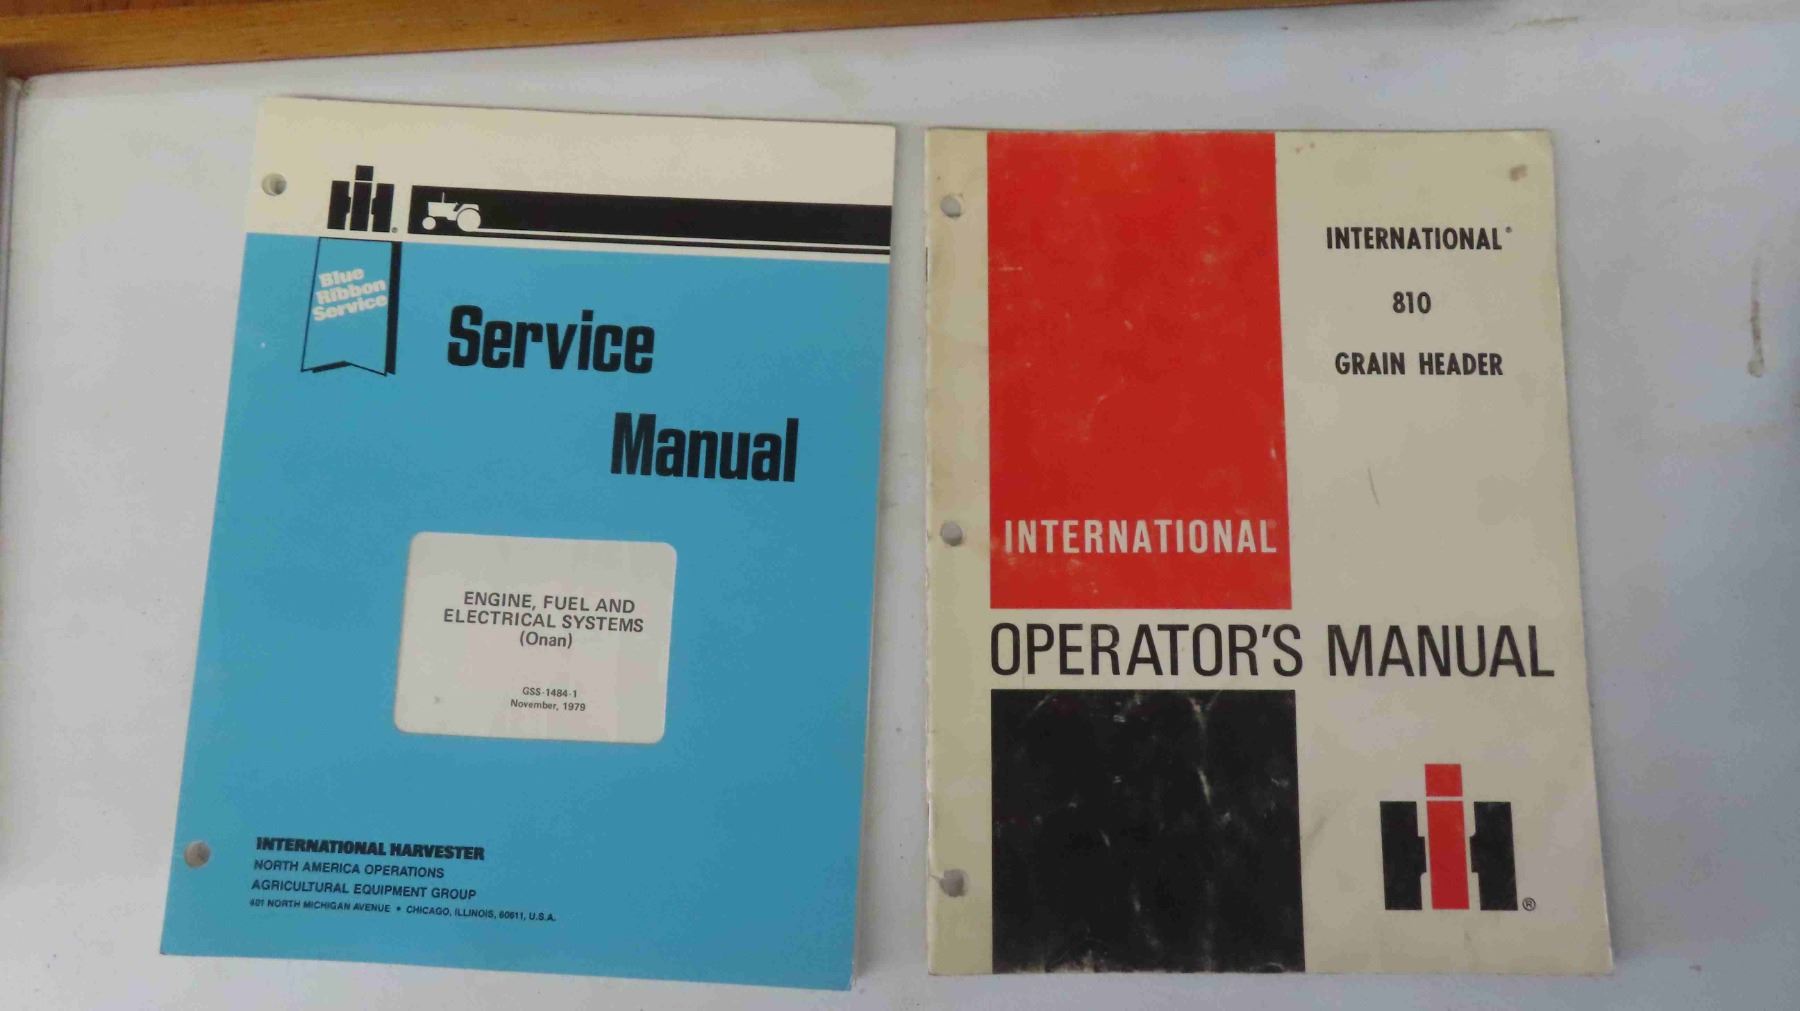 IH®
Blue
Ribbon
Service
Service
Manual
ENGINE, FUEL AND
ELECTRICAL SYSTEMS
(Onan)
GSS-1484-1
November, 1979
INTERNATIONAL HARVESTER
NORTH AMERICA OPERATIONS
AGRICULTURAL EQUIPMENT GROUP
401 NORTH MICHIGAN AVENUE • CHICAGO, ILLINOIS, 60611, U.S.A.
INTERNATIONAL®
810
GRAIN HEADER
INTERNATIONAL®
OPERATOR'S MANUAL
IH®